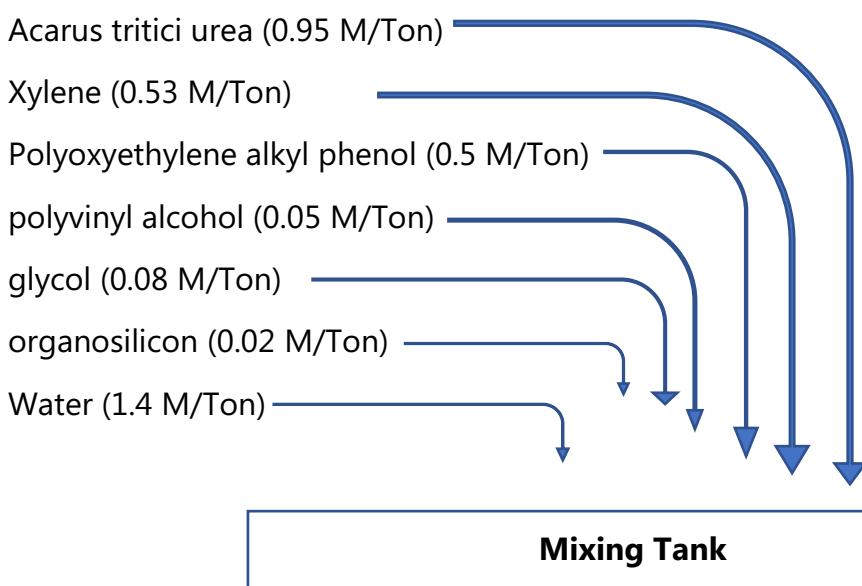 Acarus tritici urea (0.95 M/Ton)
Xylene (0.53 M/Ton)
Polyoxyethylene alkyl phenol (0.5 M/Ton)
polyvinyl alcohol (0.05 M/Ton)
glycol (0.08 M/Ton)
organosilicon (0.02 M/Ton)
Water (1.4 M/Ton)
Mixing Tank